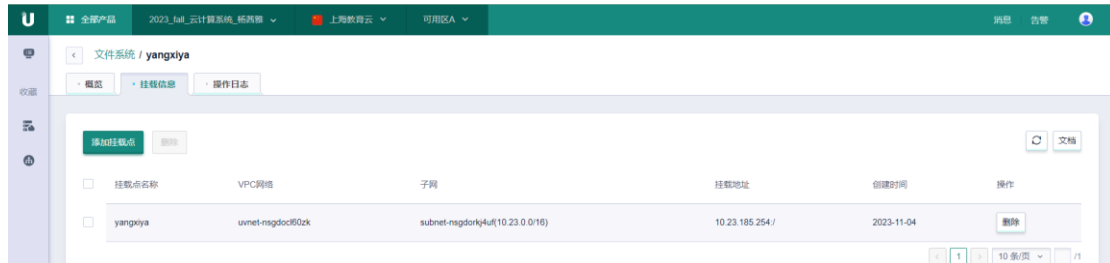 U 全部产品 2023_fall_云计算系统_杨茜雅 上海教育云 可用区A 消息 告警
文件系统 / yangxiya
收藏
概览 挂载信息 操作日志
添加挂载点 删除 文档
挂载点名称 VPC网络 子网 挂载地址 创建时间 操作
yangxiya uvnet-nsgdocf60zk subnet-nsgdorkj4uf(10.23.0.0/16) 10.23.185.254:/ 2023-11-04 删除
1 10 条/页 /1